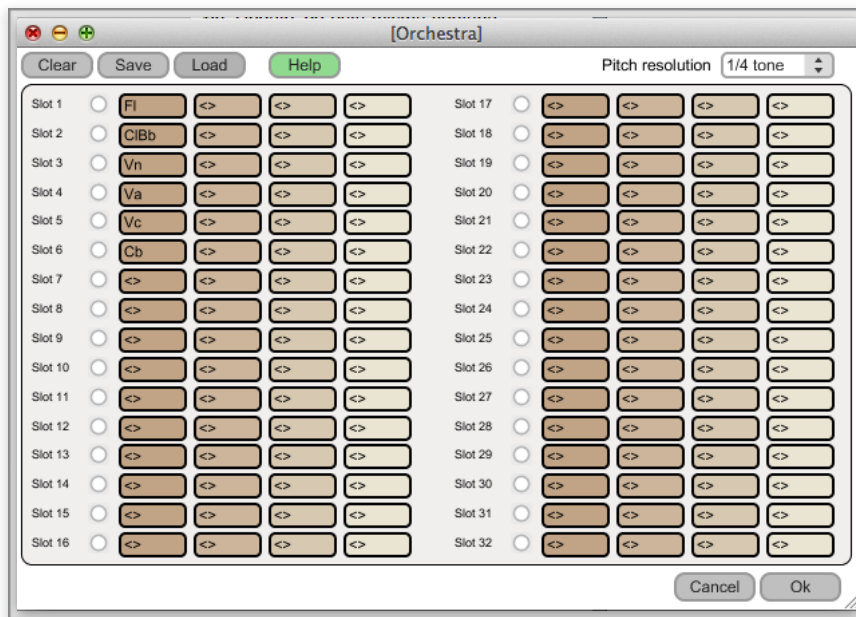 [Orchestra]
Clear Save Load Help Pitch resolution 1/4 tone
Slot 1 Fl <> <> <> Slot 17 <> <> <> <>
Slot 2 ClBb <> <> <> Slot 18 <> <> <> <>
Slot 3 Vn <> <> <> Slot 19 <> <> <> <>
Slot 4 Va <> <> <> Slot 20 <> <> <> <>
Slot 5 Vc <> <> <> Slot 21 <> <> <> <>
Slot 6 Cb <> <> <> Slot 22 <> <> <> <>
Slot 7 <> <> <> <> Slot 23 <> <> <> <>
Slot 8 <> <> <> <> Slot 24 <> <> <> <>
Slot 9 <> <> <> <> Slot 25 <> <> <> <>
Slot 10 <> <> <> <> Slot 26 <> <> <> <>
Slot 11 <> <> <> <> Slot 27 <> <> <> <>
Slot 12 <> <> <> <> Slot 28 <> <> <> <>
Slot 13 <> <> <> <> Slot 29 <> <> <> <>
Slot 14 <> <> <> <> Slot 30 <> <> <> <>
Slot 15 <> <> <> <> Slot 31 <> <> <> <>
Slot 16 <> <> <> <> Slot 32 <> <> <> <>
Cancel Ok